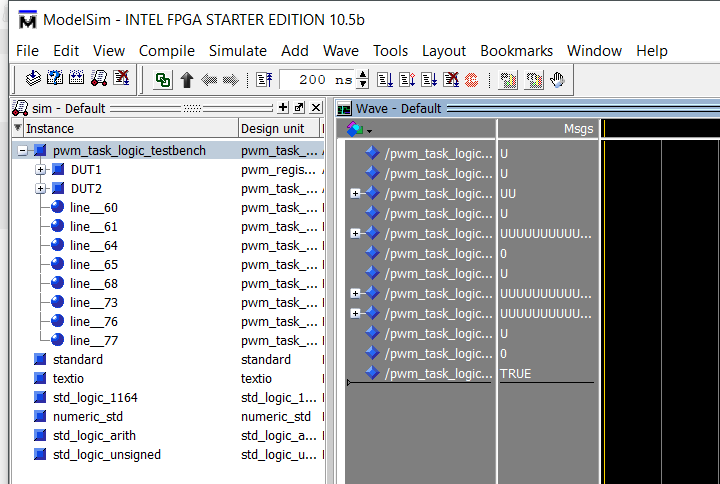 ModelSim - INTEL FPGA STARTER EDITION 10.5b
File Edit View Compile Simulate Add Wave Tools Layout Bookmarks Window Help
200 ns
sim - Default
Instance Design unit
pwm_task_logic_testbench pwm_task_...
DUT1 pwm_regis...
DUT2 pwm_task_...
line__60 pwm_task_...
line__61 pwm_task_...
line__64 pwm_task_...
line__65 pwm_task_...
line__68 pwm_task_...
line__73 pwm_task_...
line__76 pwm_task_...
line__77 pwm_task_...
standard standard
textio textio
std_logic_1164 std_logic_1...
numeric_std numeric_std
std_logic_arith std_logic_a...
std_logic_unsigned std_logic_u...
Wave - Default
Msgs
/pwm_task_logic... U
/pwm_task_logic... U
/pwm_task_logic... UU
/pwm_task_logic... U
/pwm_task_logic... UUUUUUUUUU...
/pwm_task_logic... 0
/pwm_task_logic... U
/pwm_task_logic... UUUUUUUUUU...
/pwm_task_logic... UUUUUUUUUU...
/pwm_task_logic... U
/pwm_task_logic... 0
/pwm_task_logic... TRUE